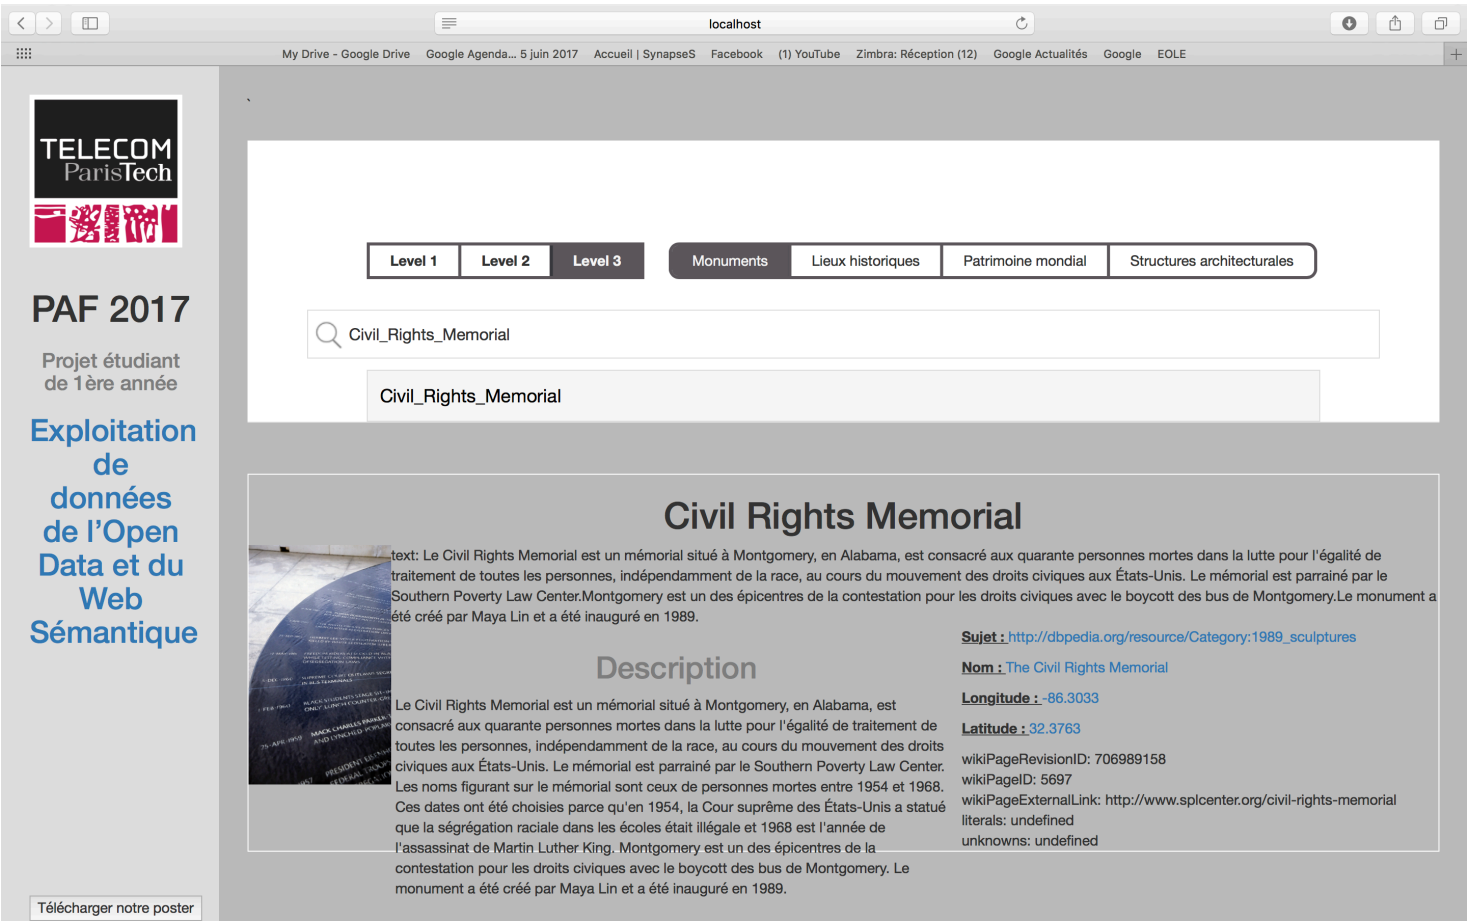 localhost
My Drive - Google Drive Google Agenda... 5 juin 2017 Accueil | SynapseS Facebook (1) YouTube Zimbra: Réception (12) Google Actualités Google EOLE
TELECOM
ParisTech
PAF 2017
Projet étudiant
de 1ère année
Exploitation
de
données
de l'Open
Data et du
Web
Sémantique
Télécharger notre poster
`
Level 1 Level 2 Level 3 Monuments Lieux historiques Patrimoine mondial Structures architecturales
Civil_Rights_Memorial
Civil_Rights_Memorial
Civil Rights Memorial
text: Le Civil Rights Memorial est un mémorial situé à Montgomery, en Alabama, est consacré aux quarante personnes mortes dans la lutte pour l'égalité de
traitement de toutes les personnes, indépendamment de la race, au cours du mouvement des droits civiques aux États-Unis. Le mémorial est parrainé par le
Southern Poverty Law Center.Montgomery est un des épicentres de la contestation pour les droits civiques avec le boycott des bus de Montgomery.Le monument a
été créé par Maya Lin et a été inauguré en 1989.
Description
Le Civil Rights Memorial est un mémorial situé à Montgomery, en Alabama, est
consacré aux quarante personnes mortes dans la lutte pour l'égalité de traitement de
toutes les personnes, indépendamment de la race, au cours du mouvement des droits
civiques aux États-Unis. Le mémorial est parrainé par le Southern Poverty Law Center.
Les noms figurant sur le mémorial sont ceux de personnes mortes entre 1954 et 1968.
Ces dates ont été choisies parce qu'en 1954, la Cour suprême des États-Unis a statué
que la ségrégation raciale dans les écoles était illégale et 1968 est l'année de
l'assassinat de Martin Luther King. Montgomery est un des épicentres de la
contestation pour les droits civiques avec le boycott des bus de Montgomery. Le
monument a été créé par Maya Lin et a été inauguré en 1989.
Sujet : http://dbpedia.org/resource/Category:1989_sculptures
Nom : The Civil Rights Memorial
Longitude : -86.3033
Latitude : 32.3763
wikiPageRevisionID: 706989158
wikiPageID: 5697
wikiPageExternalLink: http://www.splcenter.org/civil-rights-memorial
literals: undefined
unknowns: undefined
BLACK STUDENTS STAGE SIT-
MACK CHARLES PARKER
AND LYNCHED
PRESIDENT
FEDERAL TROOPS